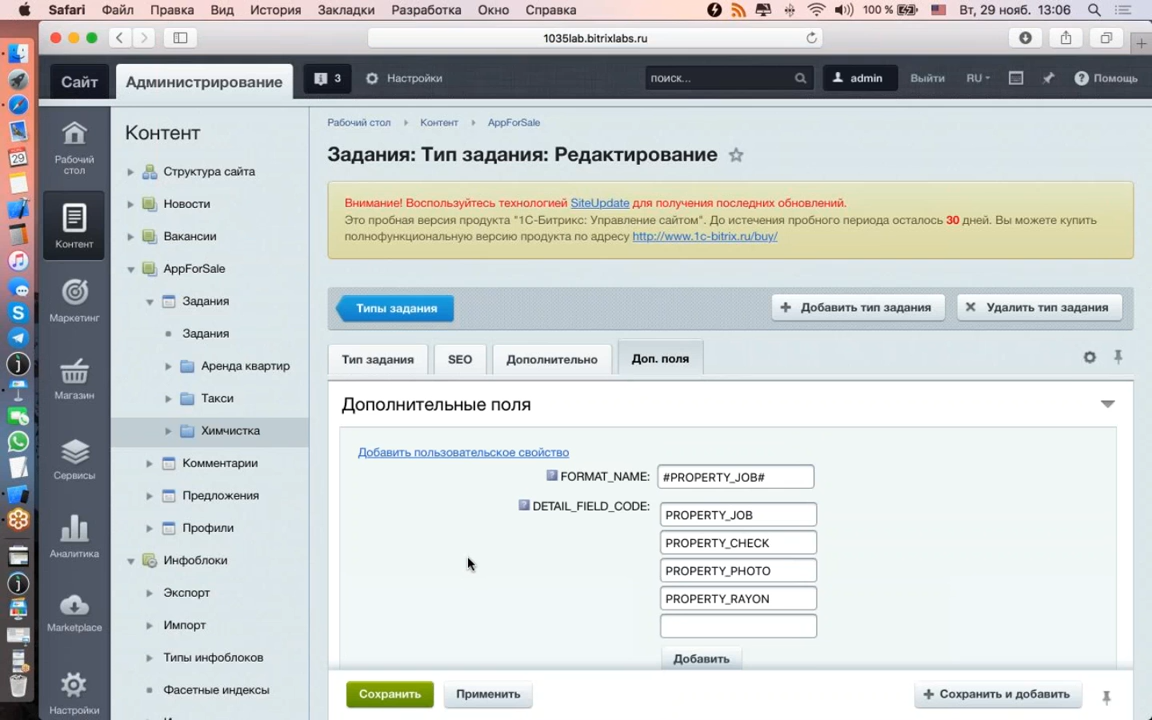 Safari Файл Правка Вид История Закладки Разработка Окно Справка 100 % Вт, 29 нояб. 13:06
1035lab.bitrixlabs.ru
Сайт Администрирование 3 Настройки поиск... admin Выйти RU Помощь
Рабочий стол
Контент
Маркетинг
Магазин
Сервисы
Аналитика
Marketplace
Настройки
Контент
Структура сайта
Новости
Вакансии
AppForSale
Задания
Задания
Аренда квартир
Такси
Химчистка
Комментарии
Предложения
Профили
Инфоблоки
Экспорт
Импорт
Типы инфоблоков
Фасетные индексы
Рабочий стол Контент AppForSale
Задания: Тип задания: Редактирование
Внимание! Воспользуйтесь технологией SiteUpdate для получения последних обновлений.
Это пробная версия продукта "1С-Битрикс: Управление сайтом". До истечения пробного периода осталось 30 дней. Вы можете купить
полнофункциональную версию продукта по адресу http://www.1c-bitrix.ru/buy/
Типы задания + Добавить тип задания Удалить тип задания
Тип задания SEO Дополнительно Доп. поля
Дополнительные поля
Добавить пользовательское свойство
FORMAT_NAME: #PROPERTY_JOB#
DETAIL_FIELD_CODE: PROPERTY_JOB
PROPERTY_CHECK
PROPERTY_PHOTO
PROPERTY_RAYON
Добавить
Сохранить Применить + Сохранить и добавить